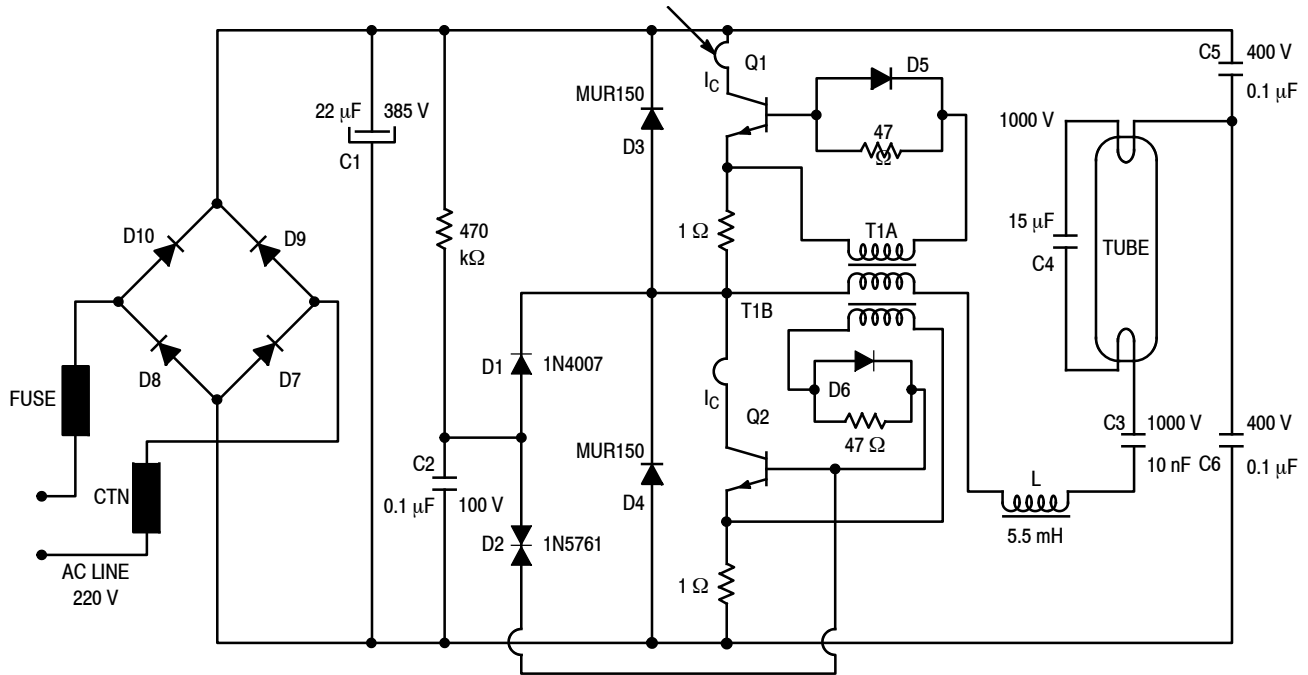 C5
400 V
0.1 µF
Q1
I_C
D5
MUR150
D3
22 µF
385 V
C1
47
Ω
1000 V
D10
D9
470
kΩ
1 Ω
T1A
15 µF
C4
TUBE
T1B
D8
D7
D1
1N4007
D6
FUSE
I_C
Q2
47 Ω
C3
1000 V
10 nF
400 V
C6
0.1 µF
MUR150
D4
C2
0.1 µF
100 V
CTN
L
5.5 mH
D2
1N5761
1 Ω
AC LINE
220 V